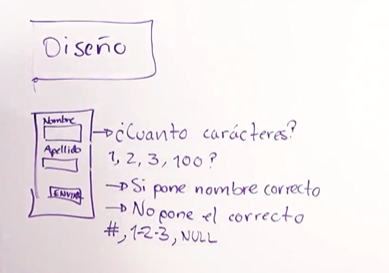 Diseño
Nombre
¿Cuanto carácteres?
Apellido
1, 2, 3, 100?
ENVIAR
Si pone nombre correcto
No pone el correcto
#, 1-2-3, NULL